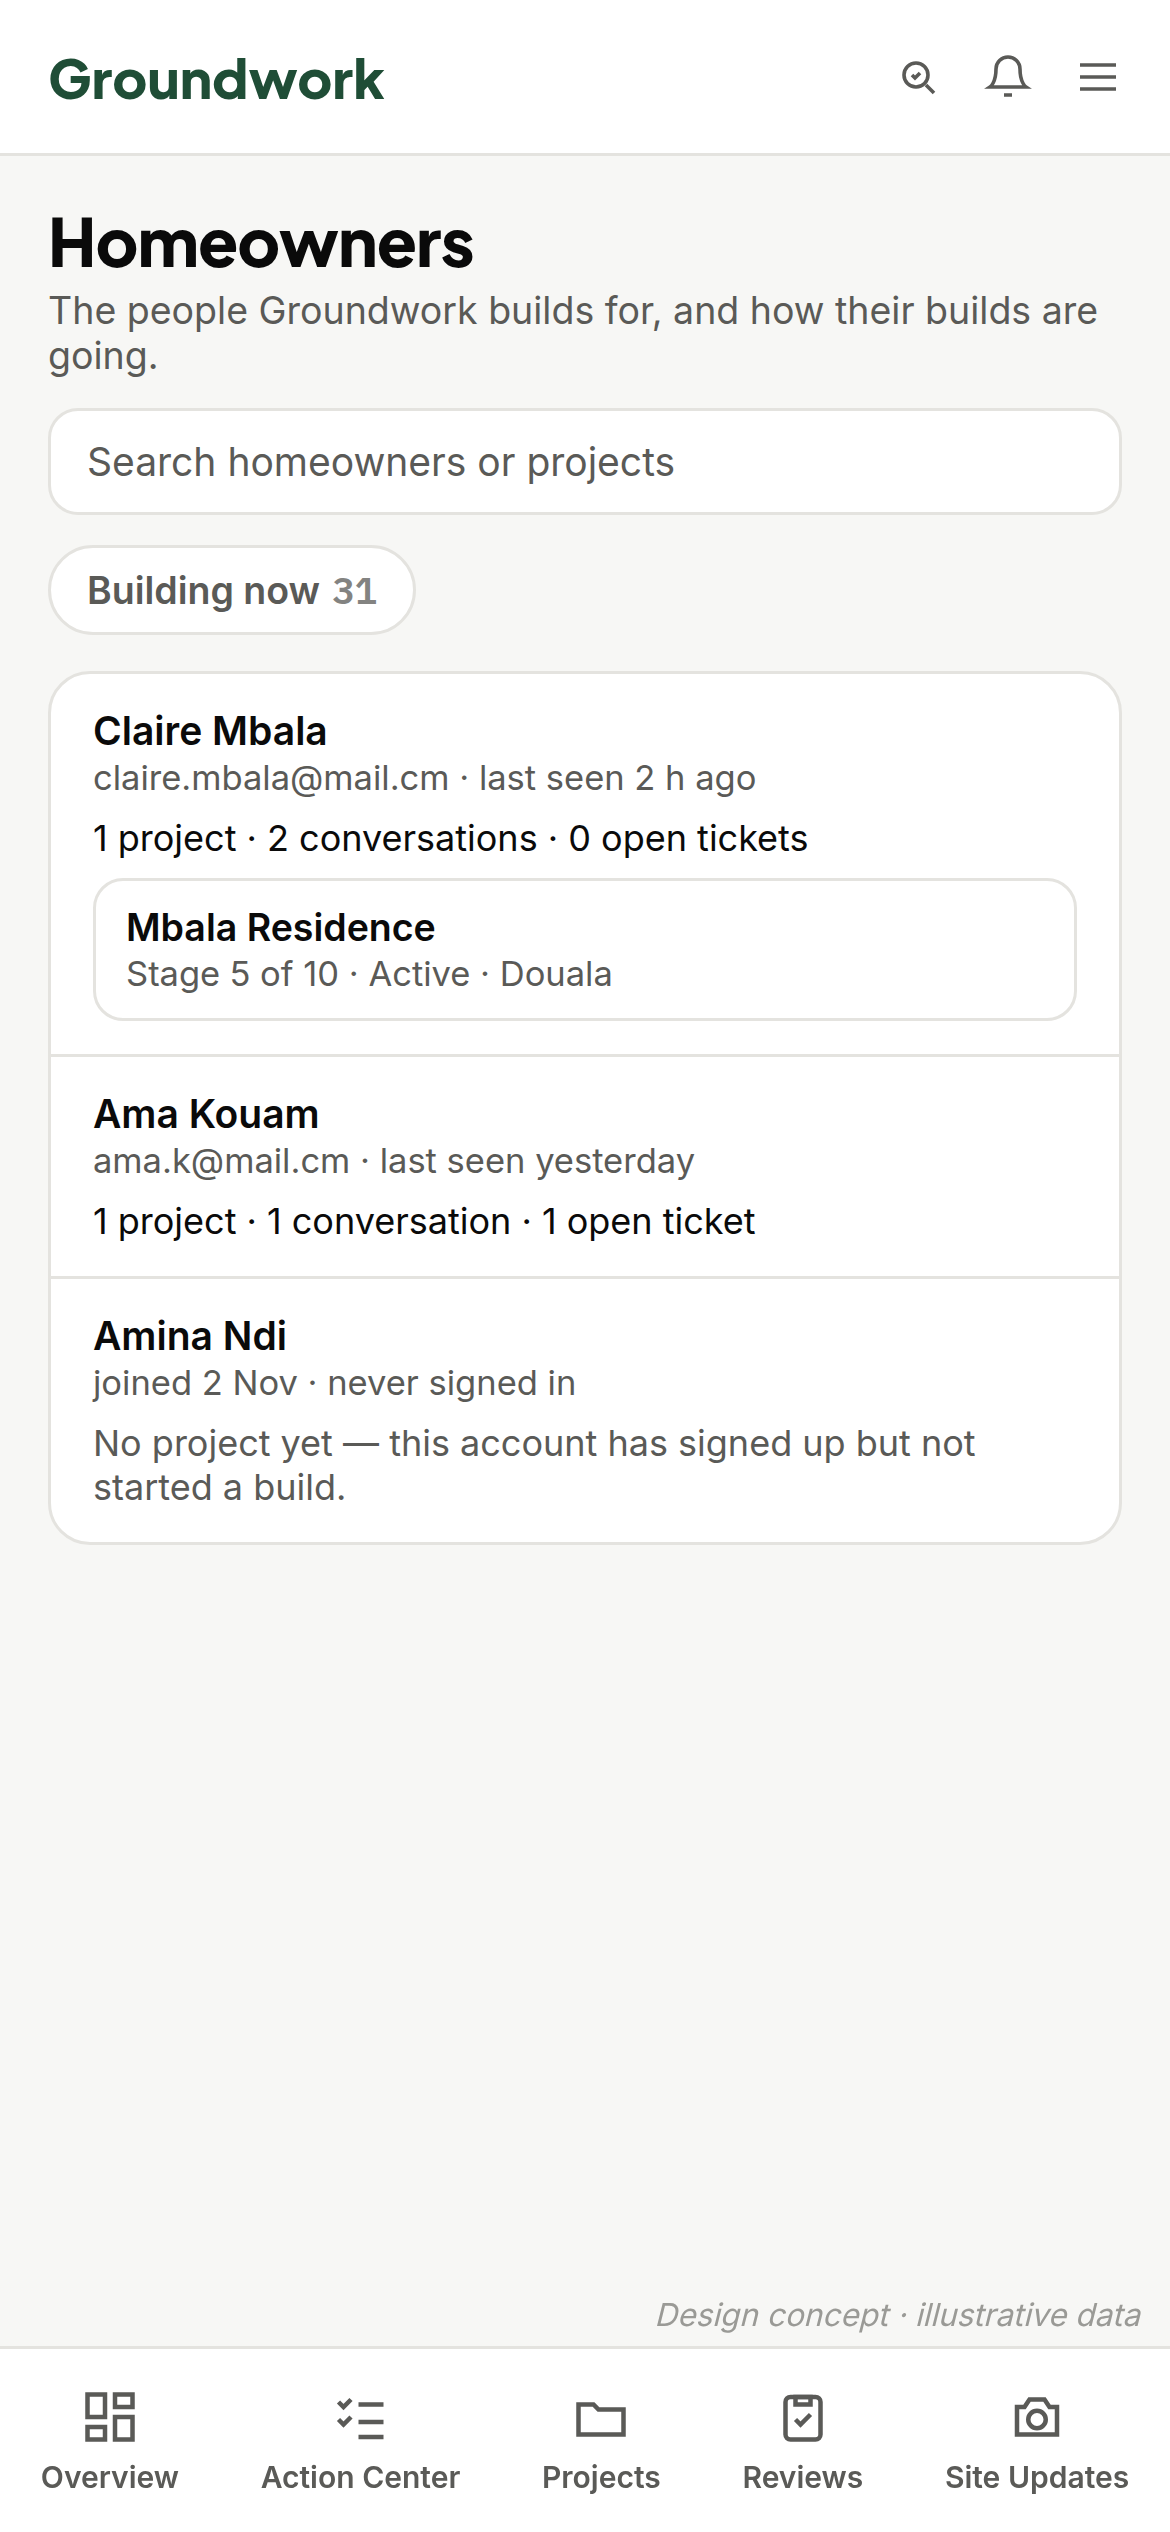 Groundwork
Homeowners
The people Groundwork builds for, and how their builds are
going.
Search homeowners or projects
Building now 31
Claire Mbala
claire.mbala@mail.cm · last seen 2 h ago
1 project · 2 conversations · 0 open tickets
Mbala Residence
Stage 5 of 10 · Active · Douala
Ama Kouam
ama.k@mail.cm · last seen yesterday
1 project · 1 conversation · 1 open ticket
Amina Ndi
joined 2 Nov · never signed in
No project yet — this account has signed up but not
started a build.
Design concept · illustrative data
Overview
Action Center
Projects
Reviews
Site Updates